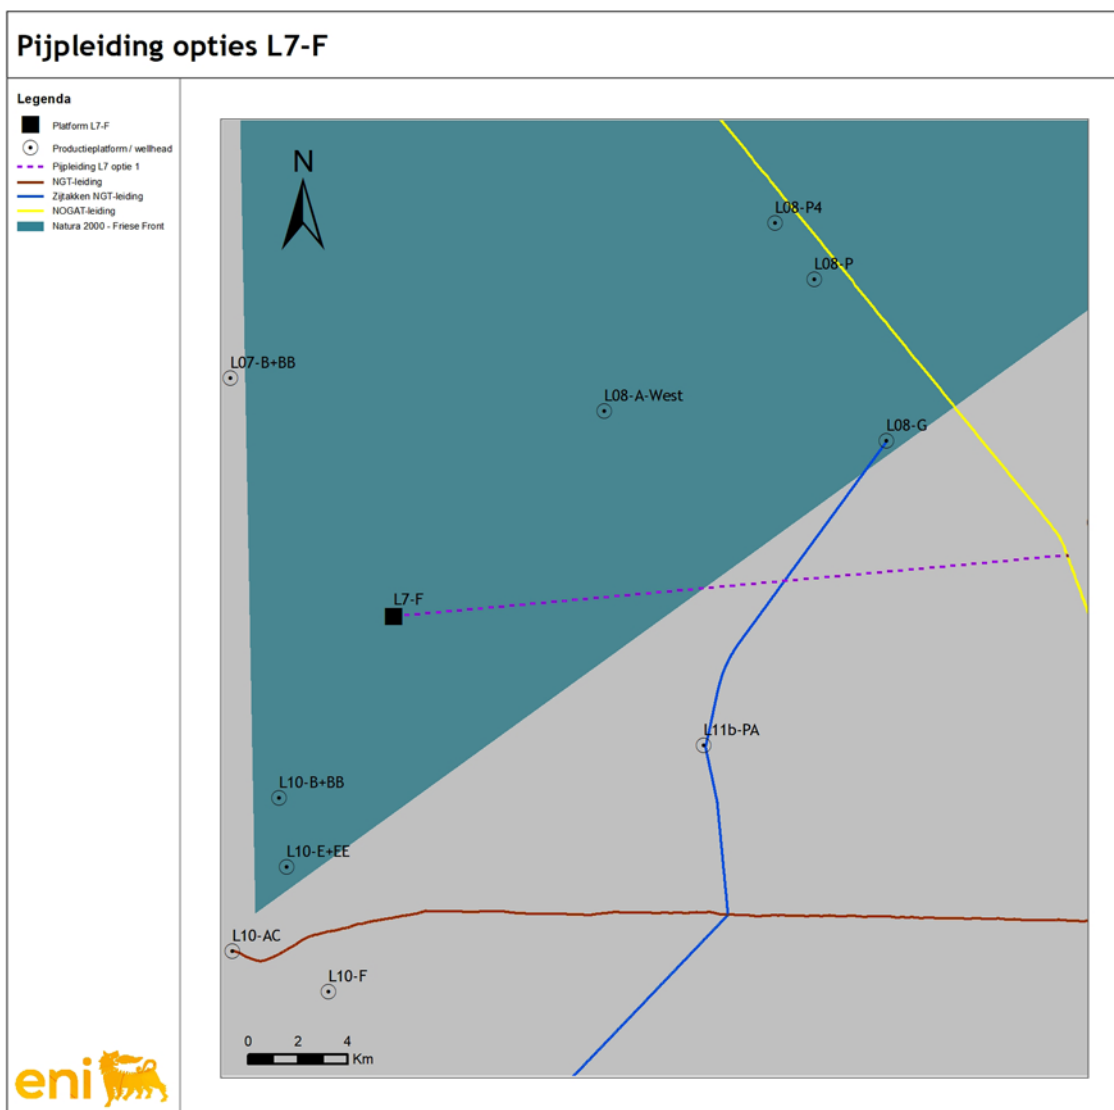 Pijpleiding opties L7-F
Legenda
Platform L7-F
Productieplatform / wellhead
Pijpleiding L7 optie 1
NGT-leiding
Zijtakken NGT-leiding
NOGAT-leiding
Natura 2000 - Friese Front
N
L08-P4
L08-P
L07-B+BB
L08-A-West
L08-G
L7-F
L11b-PA
L10-B+BB
L10-E+EE
L10-AC
L10-F
0 2 4
Km
eni